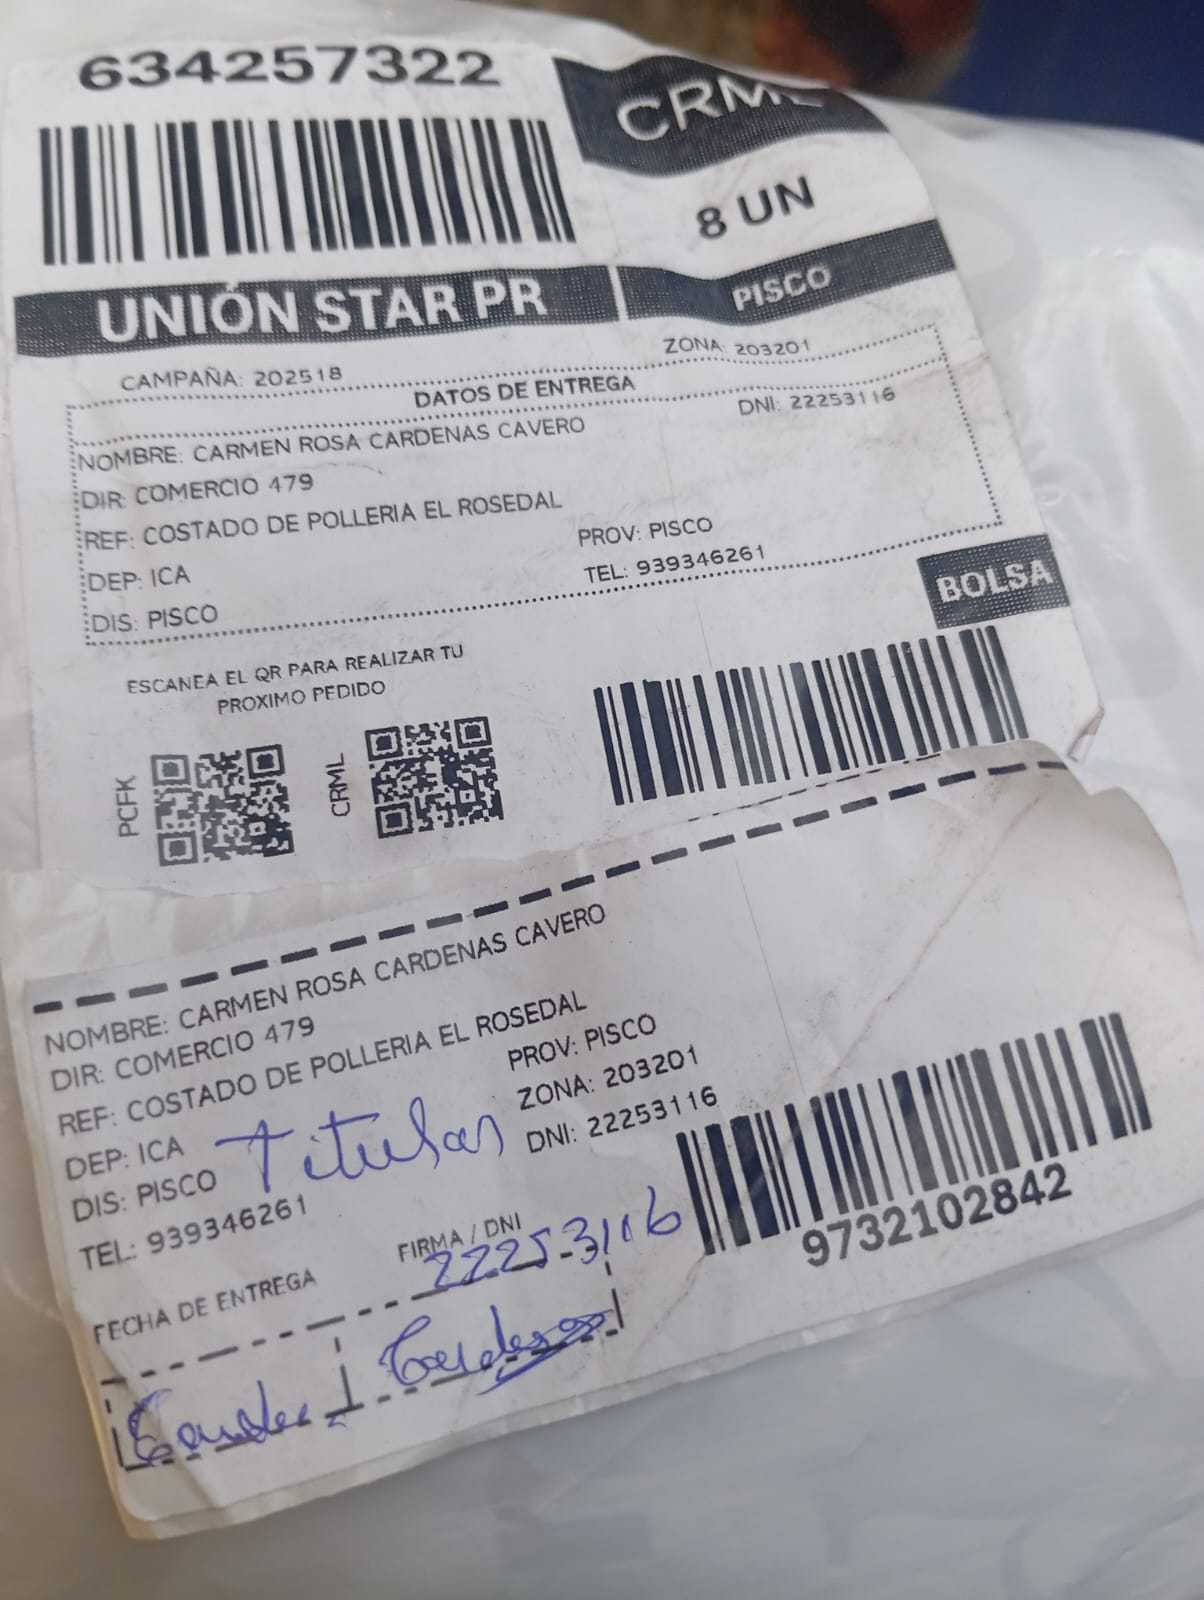 634257322
CRML
8 UN
UNIÓN STAR PR
PISCO
CAMPAÑA: 202518
ZONA: 203201
DATOS DE ENTREGA
NOMBRE: CARMEN ROSA CARDENAS CAVERO
DNI: 22253116
DIR: COMERCIO 479
REF: COSTADO DE POLLERIA EL ROSEDAL
DEP: ICA
PROV: PISCO
DIS: PISCO
TEL: 939346261
BOLSA
ESCANEA EL QR PARA REALIZAR TU
PROXIMO PEDIDO
PCFK
CRML
NOMBRE: CARMEN ROSA CARDENAS CAVERO
DIR: COMERCIO 479
REF: COSTADO DE POLLERIA EL ROSEDAL
DEP: ICA
PROV: PISCO
DIS: PISCO
ZONA: 203201
TEL: 939346261
DNI: 22253116
Titular
FECHA DE ENTREGA
FIRMA / DNI
22253116
9732102842